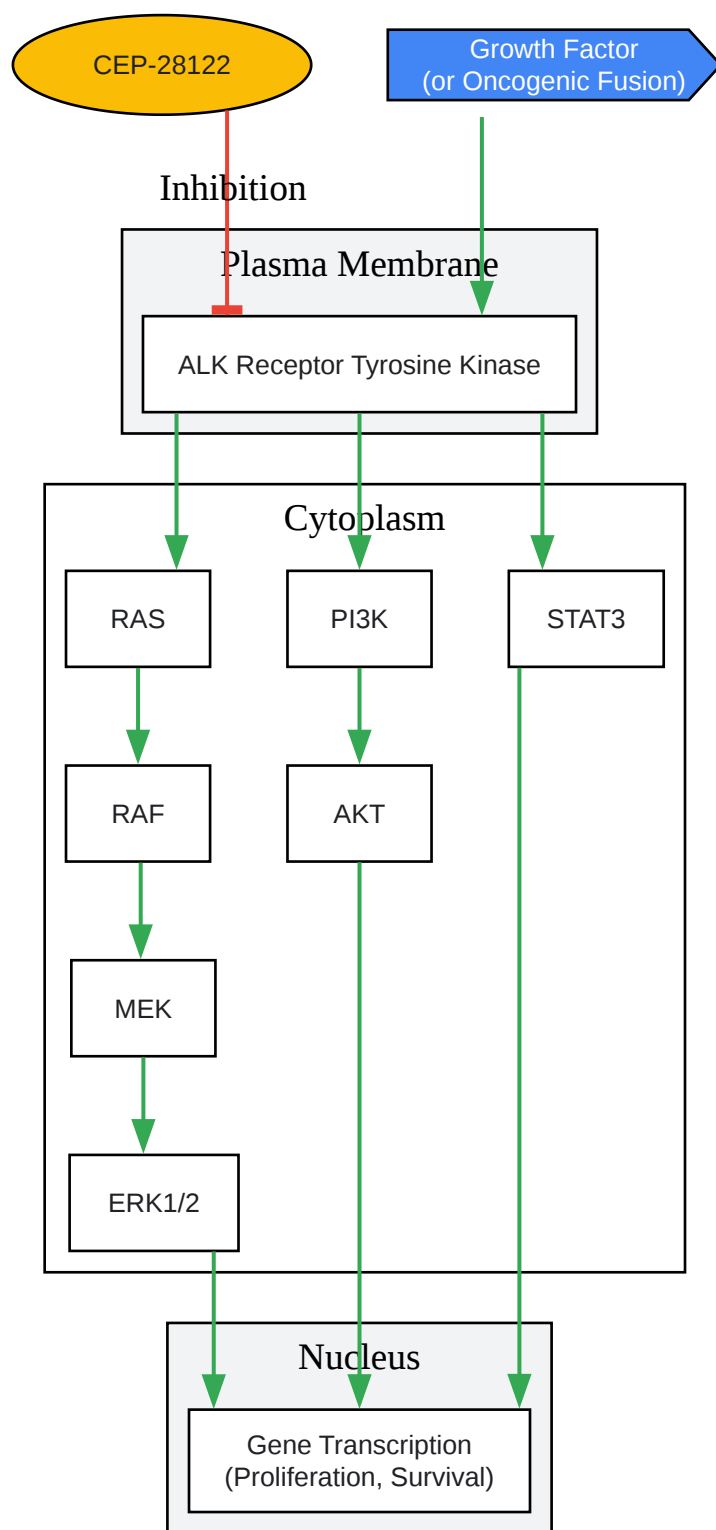 CEP-28122
Growth Factor
(or Oncogenic Fusion)
Inhibition
Plasma Membrane
ALK Receptor Tyrosine Kinase
Cytoplasm
RAS
PI3K
STAT3
RAF
AKT
MEK
ERK1/2
Nucleus
Gene Transcription
(Proliferation, Survival)